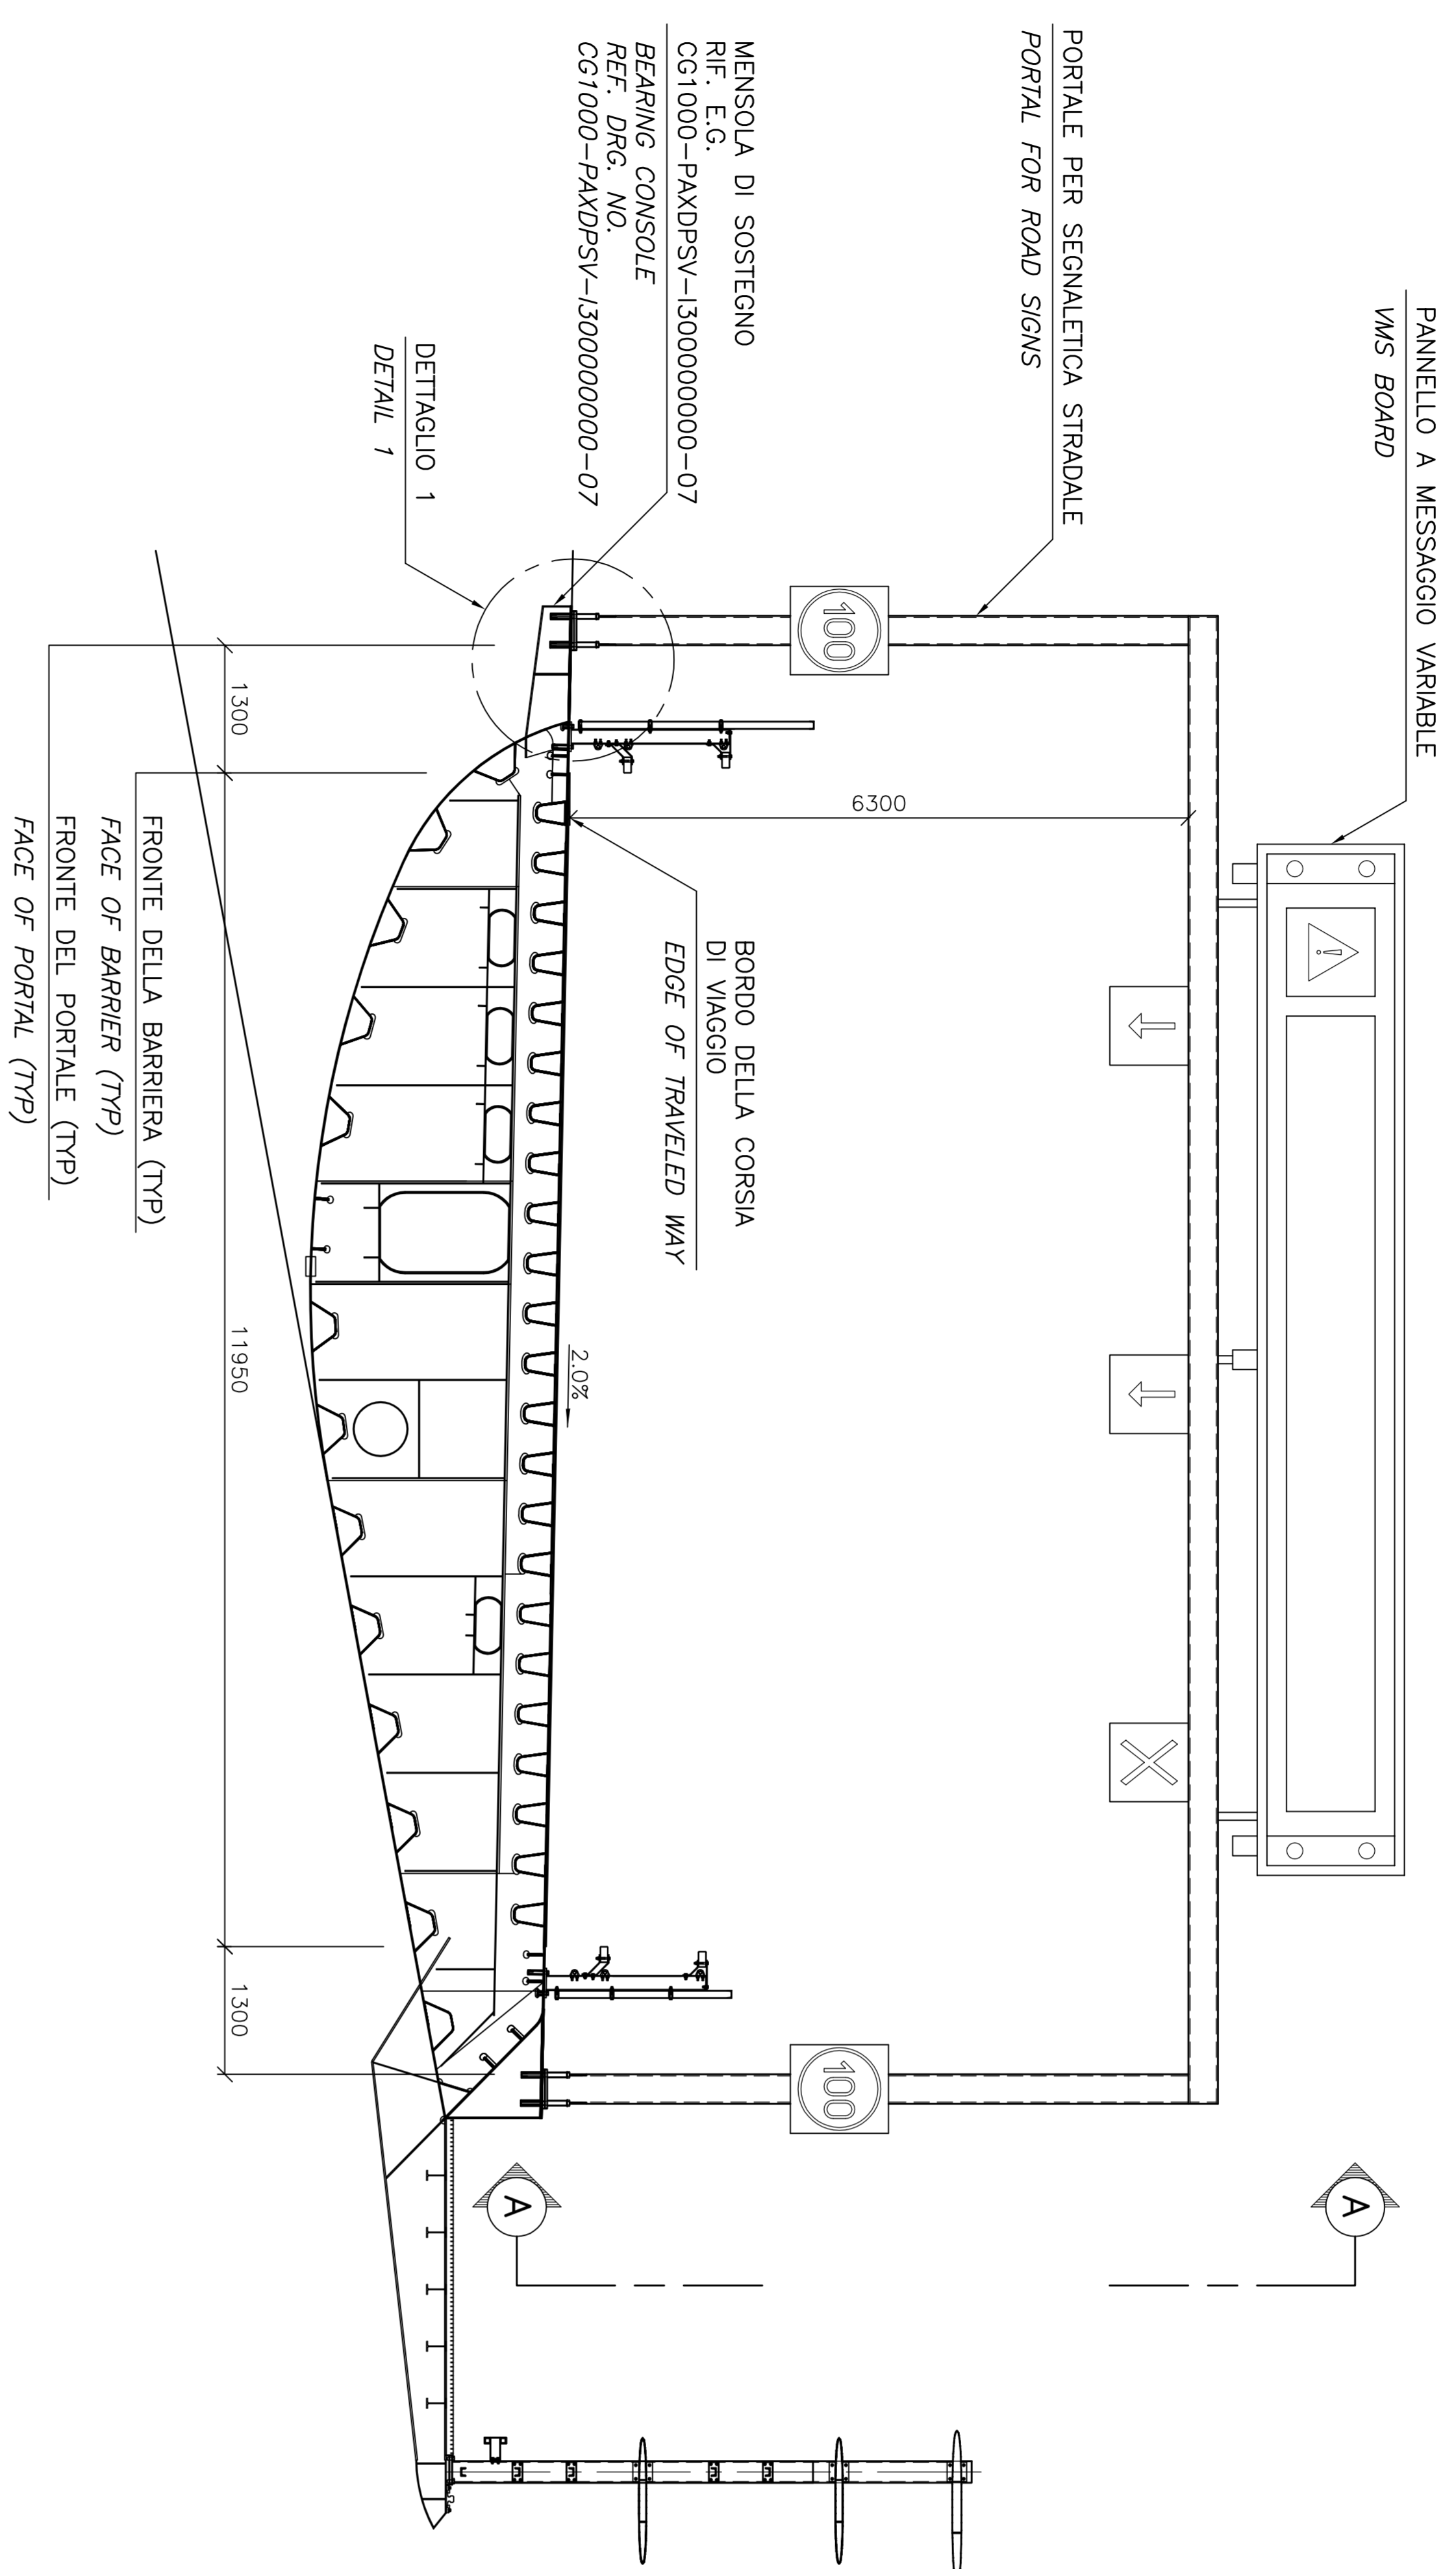 PANNELLO A MESSAGGIO VARIABILE
VMS BOARD
PORTALE PER SEGNALETICA STRADALE
PORTAL FOR ROAD SIGNS
MENSOLA DI SOSTEGNO
RIF. E.G.
CG1000-PAXDPSV-I30000000-07
BEARING CONSOLE
REF. DRG. NO.
CG1000-PAXDPSV-I30000000-07
DETTAGLIO 1
DETAIL 1
!
100
100
6300
BORDO DELLA CORSIA
DI VIAGGIO
EDGE OF TRAVELED WAY
2.0%
A
A
1300
11950
1300
FRONTE DELLA BARRIERA (TYP)
FACE OF BARRIER (TYP)
FRONTE DEL PORTALE (TYP)
FACE OF PORTAL (TYP)